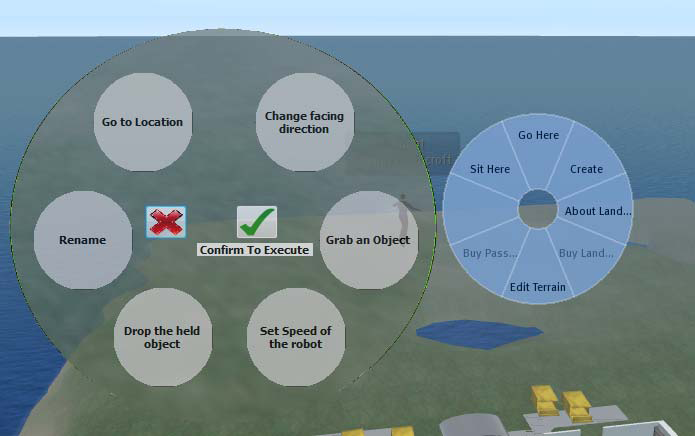 Go to Location
Change facing
direction
Rename
Confirm To Execute
Grab an Object
Drop the held
object
Set Speed of
the robot
Go Here
Sit Here
Create
About Land...
Buy Pass...
Buy Land...
Edit Terrain